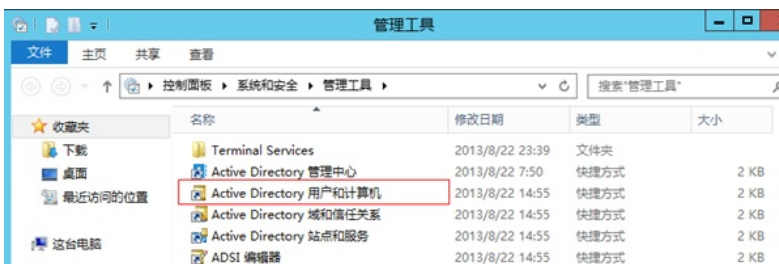 管理工具
文件 主页 共享 查看
控制面板 系统和安全 管理工具 搜索"管理工具"
名称 修改日期 类型 大小
收藏夹
下载
桌面
最近访问的位置
这台电脑
Terminal Services 2013/8/22 23:39 文件夹
Active Directory 管理中心 2013/8/22 7:50 快捷方式 2 KB
Active Directory 用户和计算机 2013/8/22 14:55 快捷方式 2 KB
Active Directory 域和信任关系 2013/8/22 14:55 快捷方式 2 KB
Active Directory 站点和服务 2013/8/22 14:55 快捷方式 2 KB
ADSI 编辑器 2013/8/22 14:55 快捷方式 2 KB